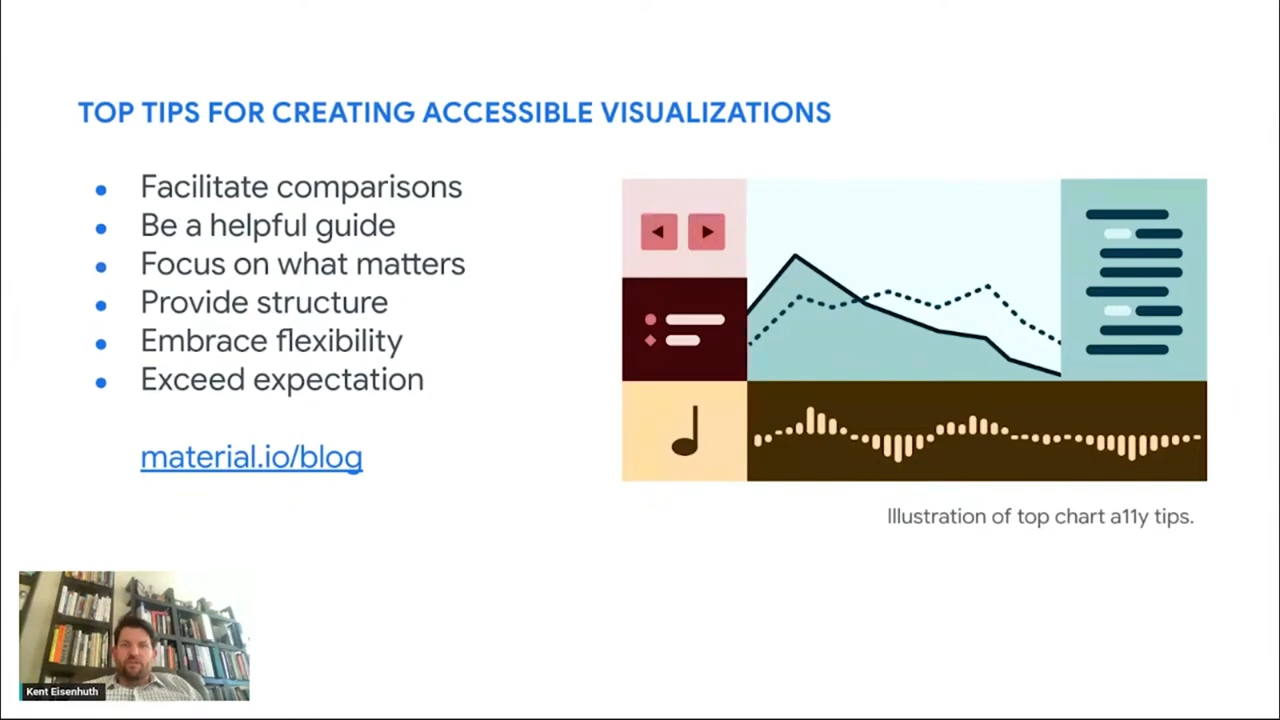 TOP TIPS FOR CREATING ACCESSIBLE VISUALIZATIONS
Facilitate comparisons
Be a helpful guide
Focus on what matters
Provide structure
Embrace flexibility
Exceed expectation
material.io/blog
Illustration of top chart a11y tips.
Kent Eisenhuth